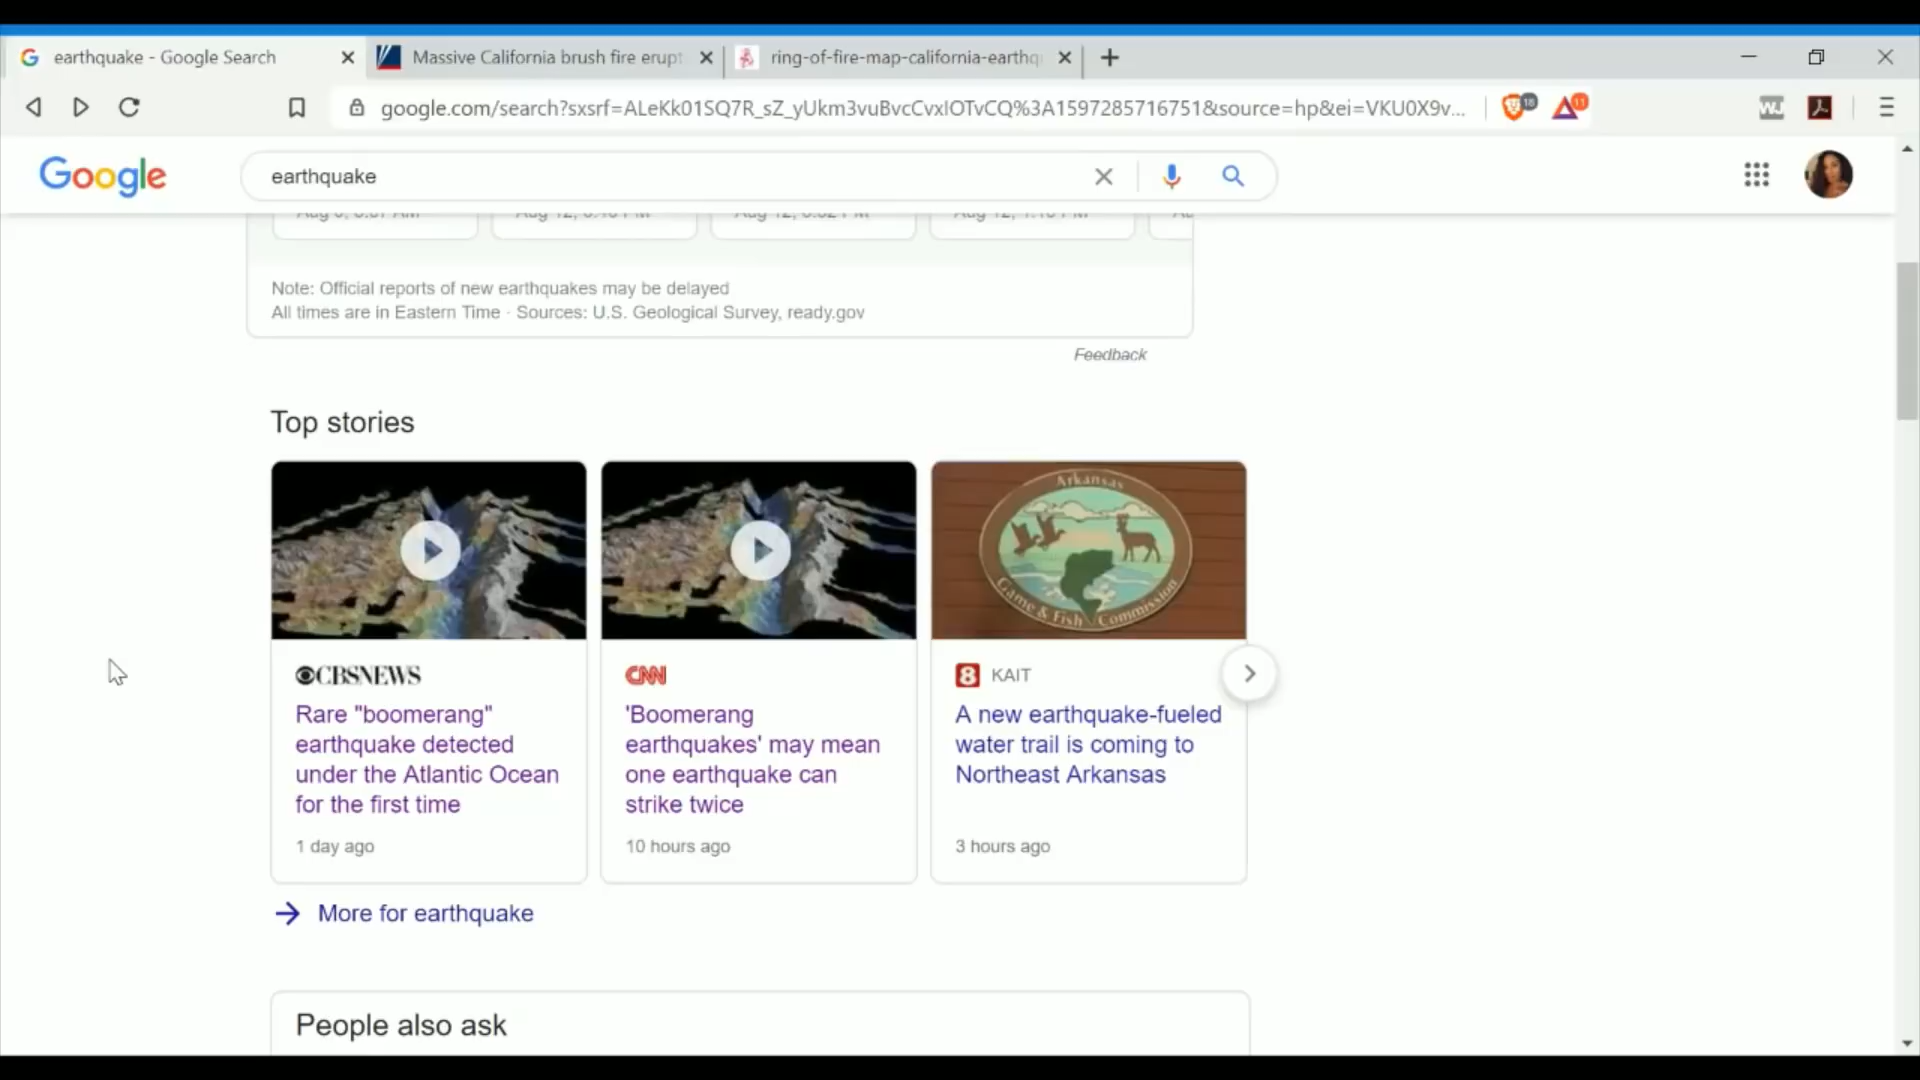 earthquake - Google Search
Massive California brush fire erupt
ring-of-fire-map-california-earthq
google.com/search?sxsrf=ALeKk01SQ7R_sZ_yUkm3vuBvcCvxIOTvCQ%3A1597285716751&source=hp&ei=VKU0X9v...
18
11
Google
earthquake
Note: Official reports of new earthquakes may be delayed
All times are in Eastern Time · Sources: U.S. Geological Survey, ready.gov
Feedback
Top stories
Arkansas
Game & Fish Commission
CBSNEWS
Rare "boomerang"
earthquake detected
under the Atlantic Ocean
for the first time
1 day ago
CNN
'Boomerang
earthquakes' may mean
one earthquake can
strike twice
10 hours ago
8 KAIT
A new earthquake-fueled
water trail is coming to
Northeast Arkansas
3 hours ago
More for earthquake
People also ask